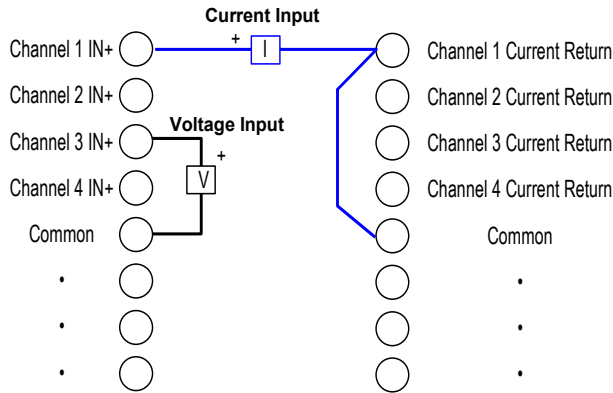 Current Input
Channel 1 IN+
+
I
Channel 1 Current Return
Channel 2 IN+
Channel 2 Current Return
Voltage Input
Channel 3 IN+
+
Channel 3 Current Return
V
Channel 4 IN+
Channel 4 Current Return
Common
Common